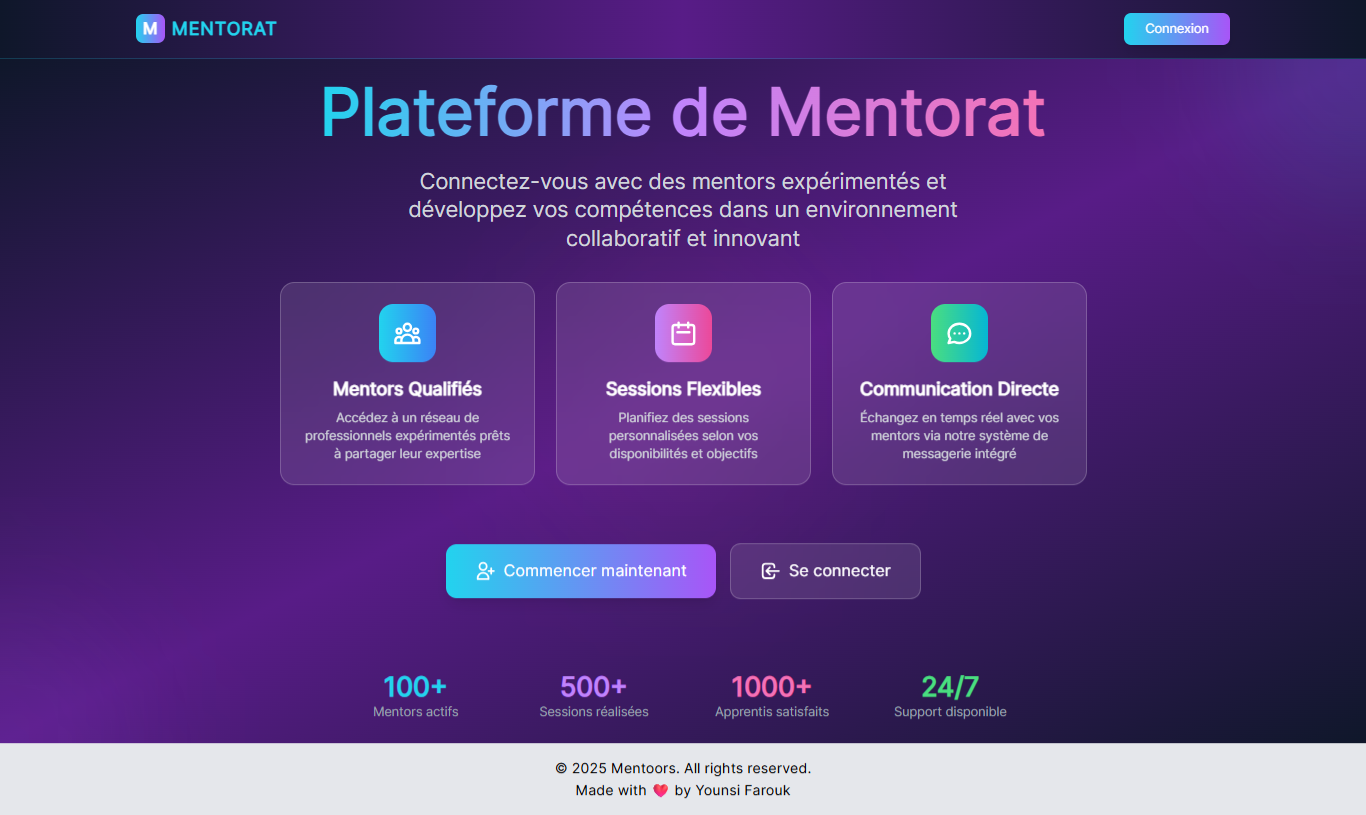 M MENTORAT
Connexion
Plateforme de Mentorat
Connectez-vous avec des mentors expérimentés et
développez vos compétences dans un environnement
collaboratif et innovant
Mentors Qualifiés
Accédez à un réseau de
professionnels expérimentés prêts
à partager leur expertise
Sessions Flexibles
Planifiez des sessions
personnalisées selon vos
disponibilités et objectifs
Communication Directe
Échangez en temps réel avec vos
mentors via notre système de
messagerie intégré
Commencer maintenant
Se connecter
100+
Mentors actifs
500+
Sessions réalisées
1000+
Apprentis satisfaits
24/7
Support disponible
© 2025 Mentoors. All rights reserved.
Made with ❤️ by Younsi Farouk